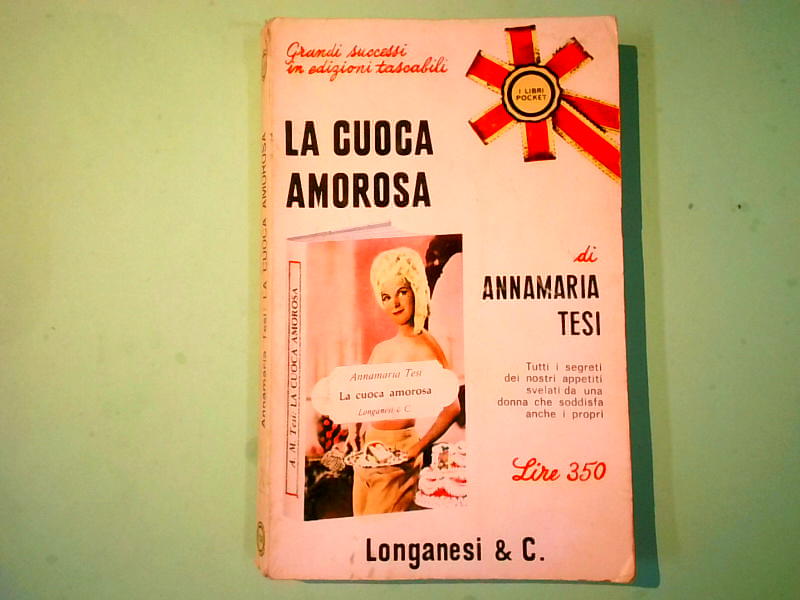 Grandi successi
in edizioni tascabili
I LIBRI
POCKET
LA CUOCA
AMOROSA
di
ANNAMARIA
TESI
Tutti i segreti
dei nostri appetiti
svelati da una
donna che soddisfa
anche i propri
Lire 350
Annamaria Tesi
La cuoca amorosa
Longanesi & C.
A. M. Tesi: LA CUOCA AMOROSA
Longanesi & C.
Annamaria Tesi: LA CUOCA AMOROSA